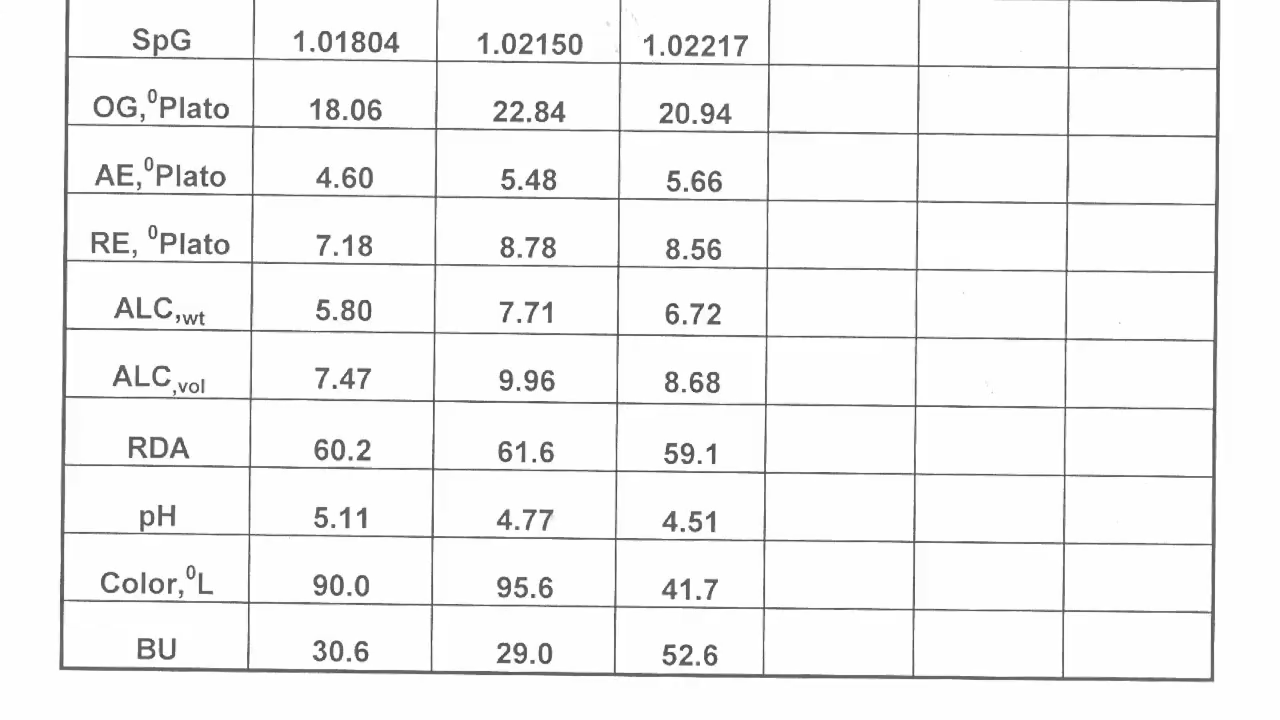 SpG 1.01804 1.02150 1.02217
OG,⁰Plato 18.06 22.84 20.94
AE,⁰Plato 4.60 5.48 5.66
RE, ⁰Plato 7.18 8.78 8.56
ALC,wt 5.80 7.71 6.72
ALC,vol 7.47 9.96 8.68
RDA 60.2 61.6 59.1
pH 5.11 4.77 4.51
Color,⁰L 90.0 95.6 41.7
BU 30.6 29.0 52.6